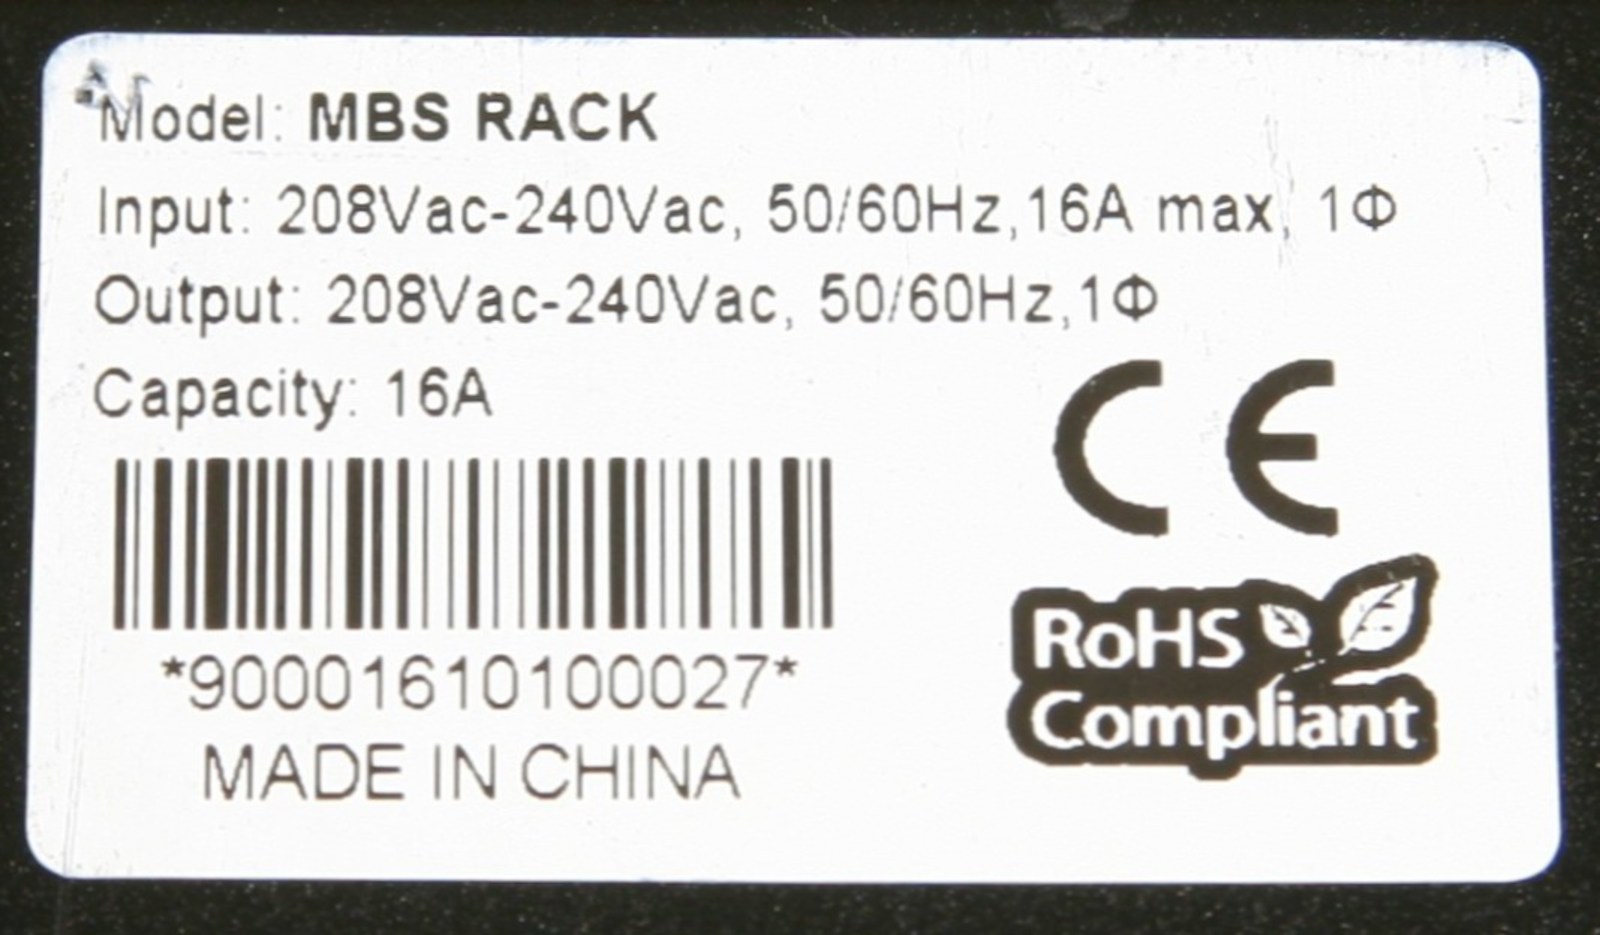 Model: MBS RACK
Input: 208Vac-240Vac, 50/60Hz,16A max, 1Φ
Output: 208Vac-240Vac, 50/60Hz,1Φ
Capacity: 16A
CE
*90001610100027*
MADE IN CHINA
RoHS
Compliant